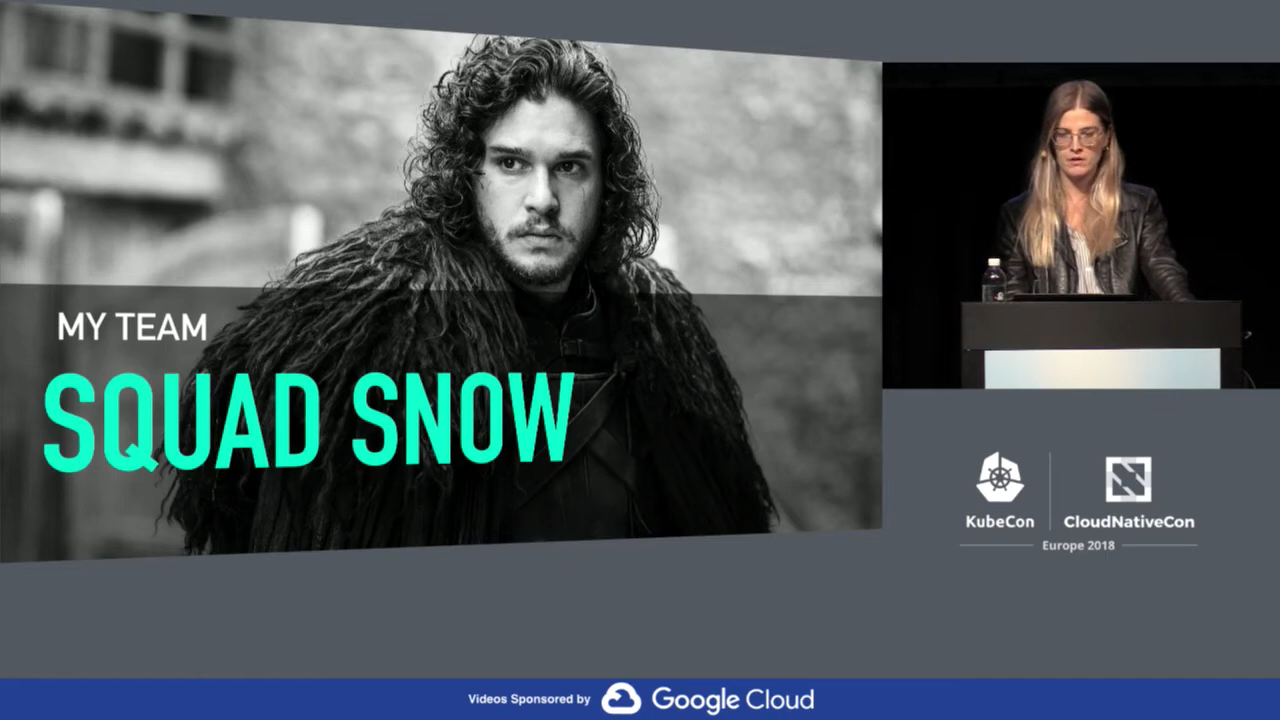 MY TEAM
SQUAD SNOW
KubeCon
CloudNativeCon
Europe 2018
Videos Sponsored by
Google Cloud